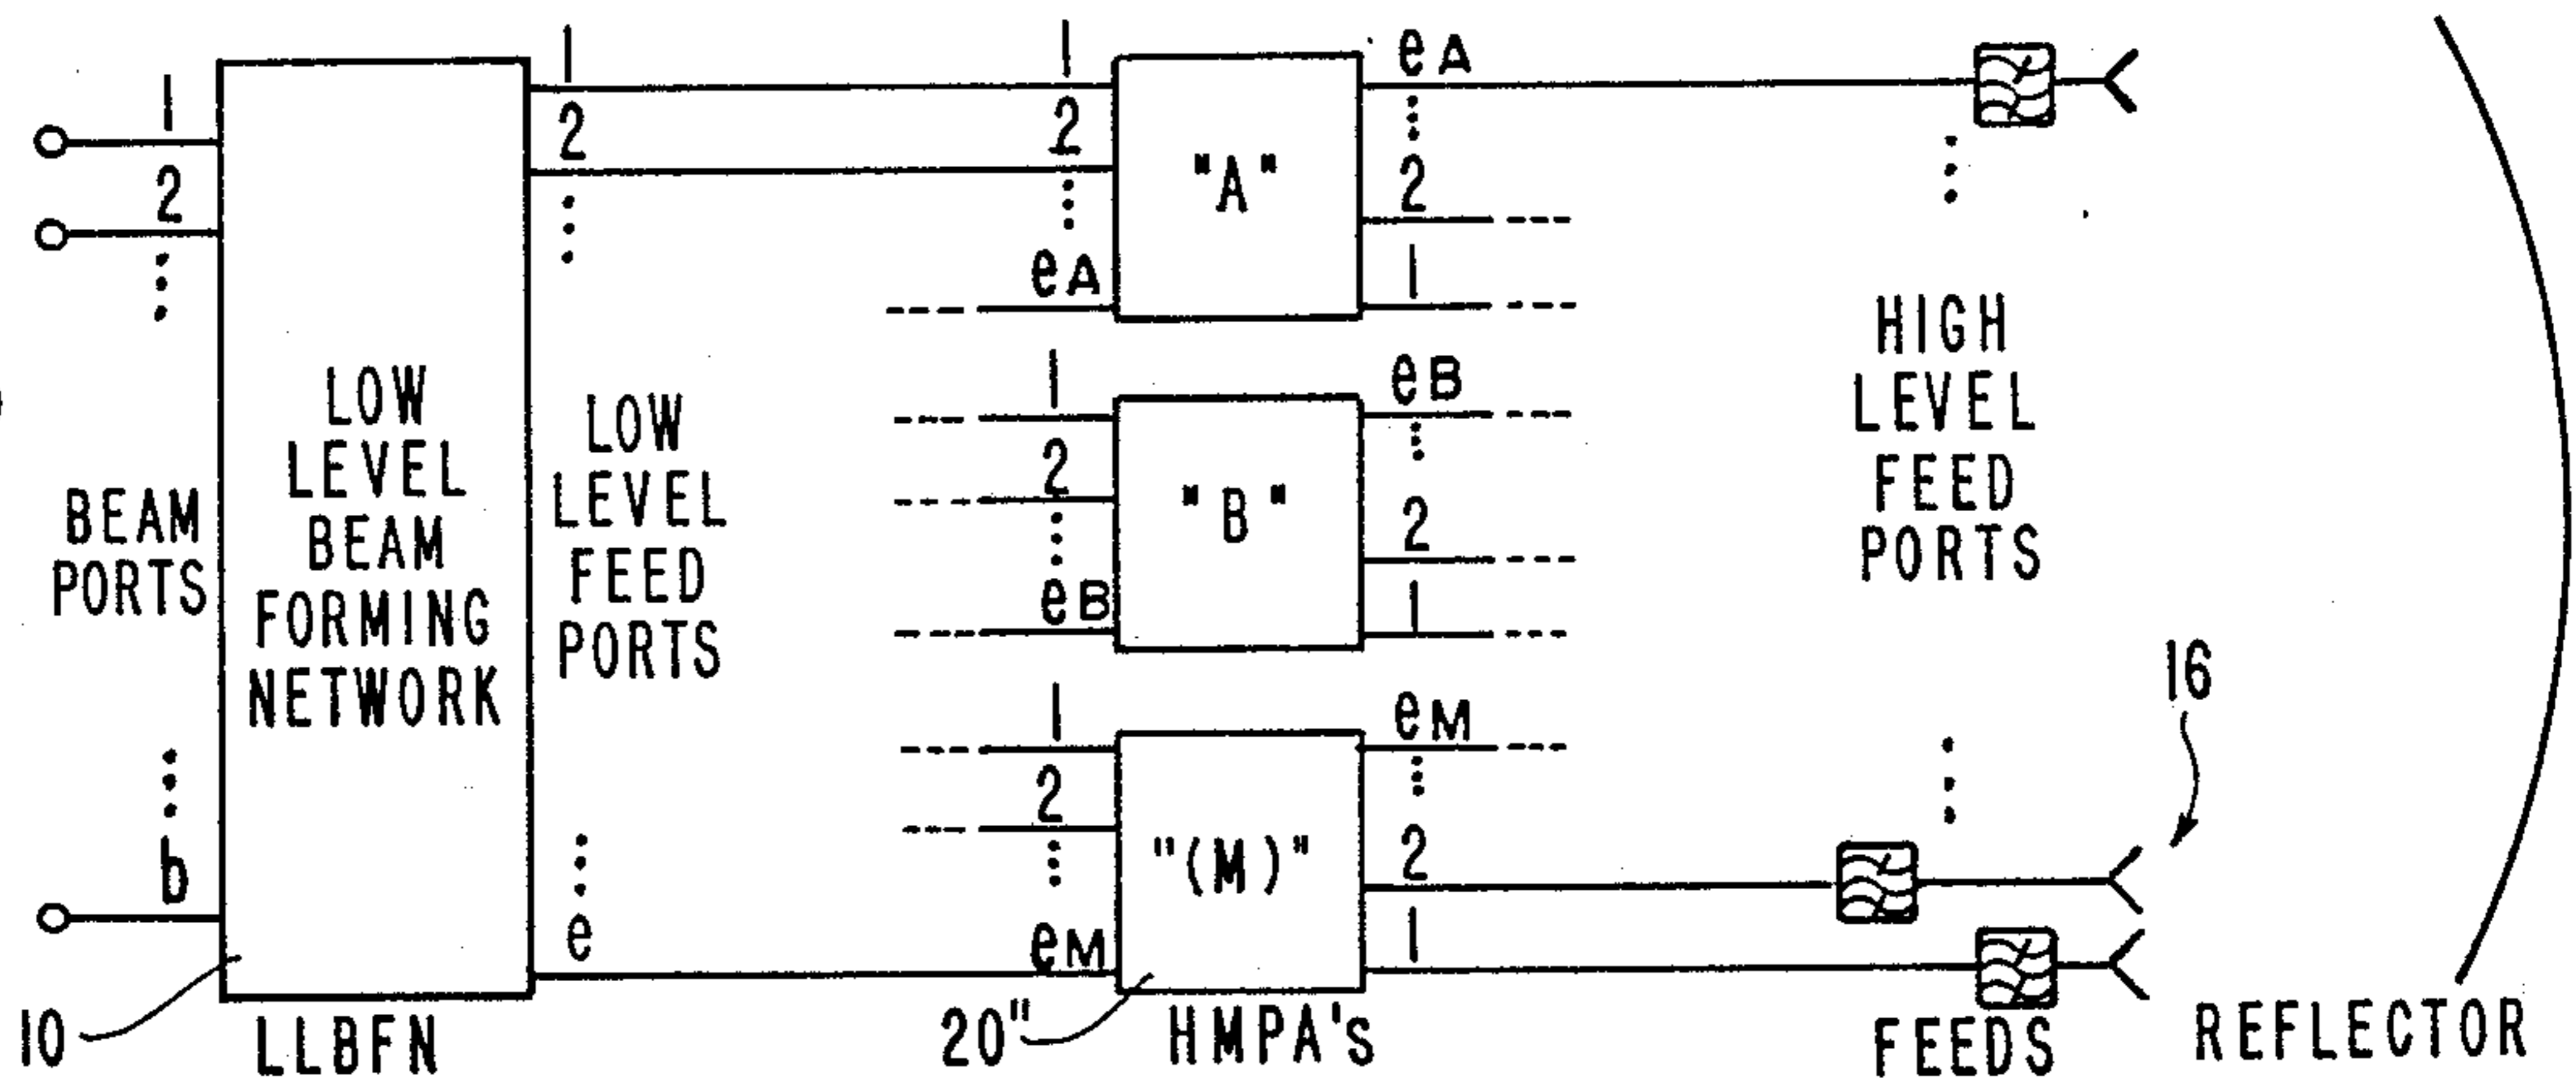 1
2
b
BEAM
PORTS
LOW
LEVEL
BEAM
FORMING
NETWORK
10
LLBFN
1
2
e
LOW
LEVEL
FEED
PORTS
1
2
eA
"A"
eA
2
1
1
2
eB
"B"
eB
2
1
1
2
eM
"(M)"
eM
2
1
20"
HMPA's
HIGH
LEVEL
FEED
PORTS
16
FEEDS
REFLECTOR